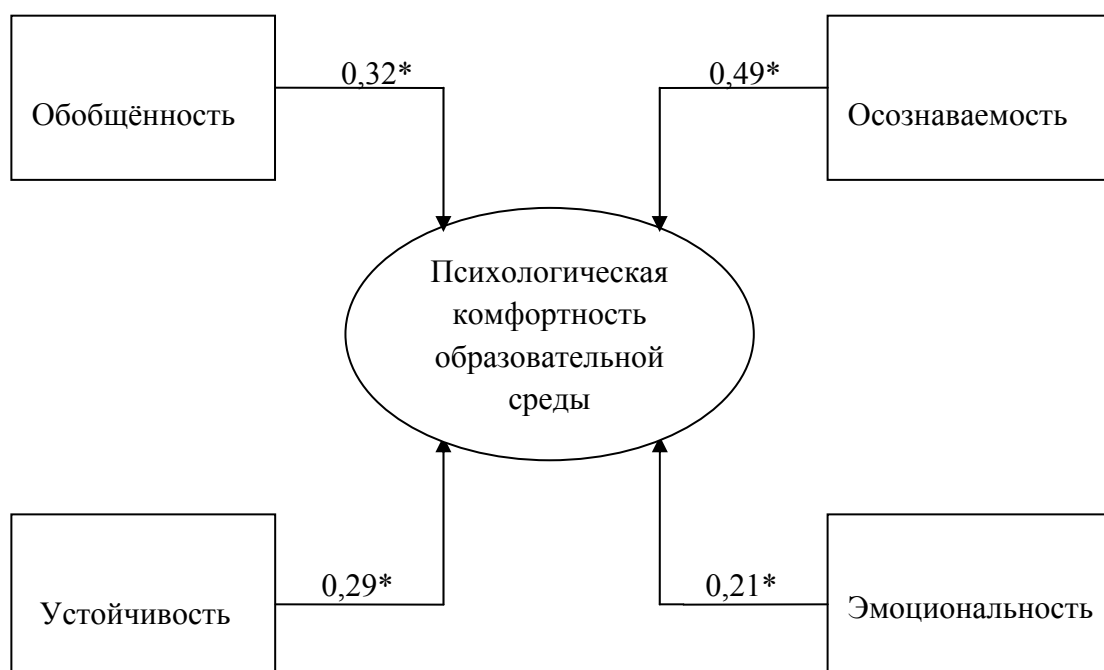 0,32*
0,49*
Обобщённость
Осознаваемость
Психологическая
комфортность
образовательной
среды
0,29*
0,21*
Устойчивость
Эмоциональность